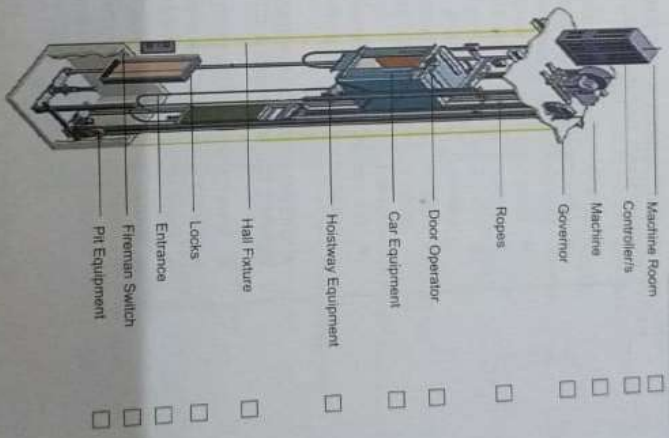 Machine Room
Controller/s
Machine
Governor
Ropes
Door Operator
Car Equipment
Hoistway Equipment
Hall Fixture
Locks
Entrance
Fireman Switch
Pit Equipment